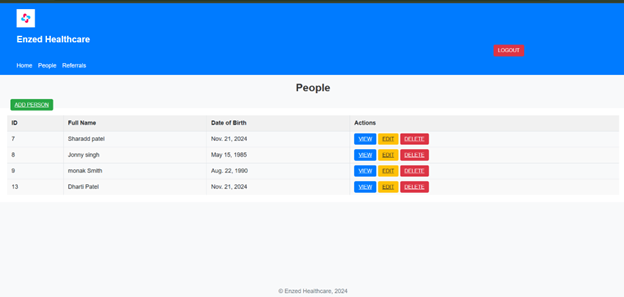 Enzed Healthcare
LOGOUT
Home People Referrals
People
ADD PERSON
ID Full Name Date of Birth Actions
7 Sharadd patel Nov. 21, 2024 VIEW EDIT DELETE
8 Jonny singh May 15, 1985 VIEW EDIT DELETE
9 monak Smith Aug. 22, 1990 VIEW EDIT DELETE
13 Dharti Patel Nov. 21, 2024 VIEW EDIT DELETE
© Enzed Healthcare, 2024